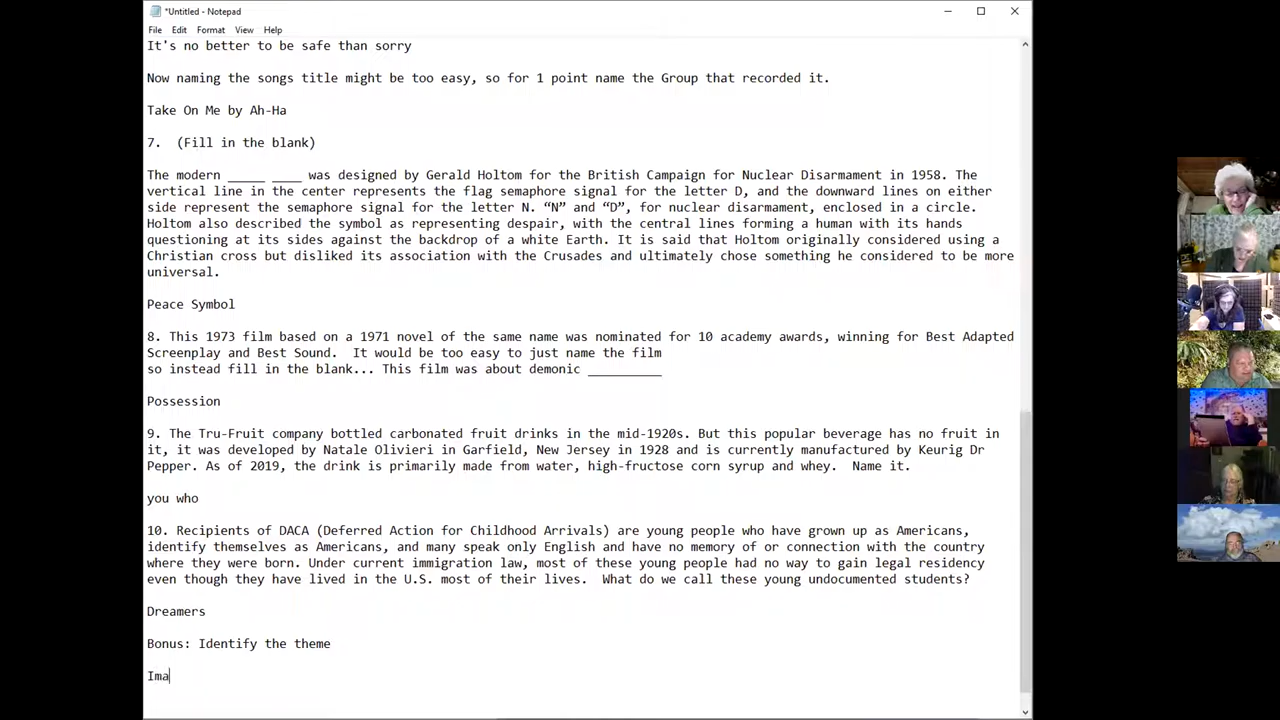 *Untitled - Notepad
File Edit Format View Help
It's no better to be safe than sorry
Now naming the songs title might be too easy, so for 1 point name the Group that recorded it.
Take On Me by Ah-Ha
7.  (Fill in the blank)
The modern _____ ____ was designed by Gerald Holtom for the British Campaign for Nuclear Disarmament in 1958. The
vertical line in the center represents the flag semaphore signal for the letter D, and the downward lines on either
side represent the semaphore signal for the letter N. “N” and “D”, for nuclear disarmament, enclosed in a circle.
Holtom also described the symbol as representing despair, with the central lines forming a human with its hands
questioning at its sides against the backdrop of a white Earth. It is said that Holtom originally considered using a
Christian cross but disliked its association with the Crusades and ultimately chose something he considered to be more
universal.
Peace Symbol
8. This 1973 film based on a 1971 novel of the same name was nominated for 10 academy awards, winning for Best Adapted
Screenplay and Best Sound.  It would be too easy to just name the film
so instead fill in the blank... This film was about demonic __________
Possession
9. The Tru-Fruit company bottled carbonated fruit drinks in the mid-1920s. But this popular beverage has no fruit in
it, it was developed by Natale Olivieri in Garfield, New Jersey in 1928 and is currently manufactured by Keurig Dr
Pepper. As of 2019, the drink is primarily made from water, high-fructose corn syrup and whey.  Name it.
you who
10. Recipients of DACA (Deferred Action for Childhood Arrivals) are young people who have grown up as Americans,
identify themselves as Americans, and many speak only English and have no memory of or connection with the country
where they were born. Under current immigration law, most of these young people had no way to gain legal residency
even though they have lived in the U.S. most of their lives.  What do we call these young undocumented students?
Dreamers
Bonus: Identify the theme
Ima